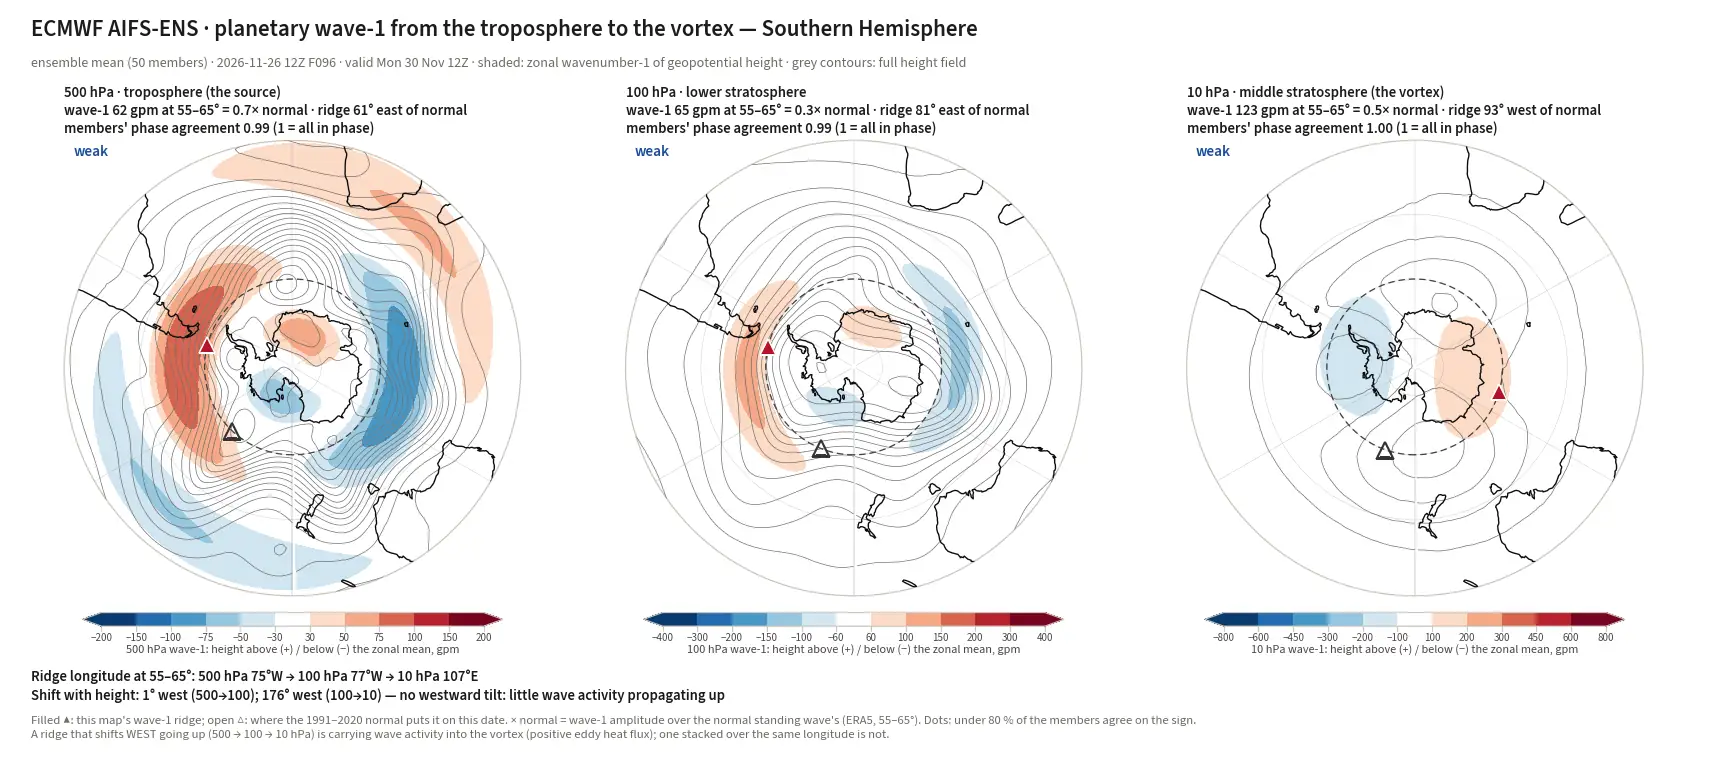 ECMWF AIFS-ENS · planetary wave-1 from the troposphere to the vortex — Southern Hemisphere
ensemble mean (50 members) · 2026-11-26 12Z F096 · valid Mon 30 Nov 12Z · shaded: zonal wavenumber-1 of geopotential height · grey contours: full height field
500 hPa · troposphere (the source)
wave-1 62 gpm at 55–65° = 0.7× normal · ridge 61° east of normal
members' phase agreement 0.99 (1 = all in phase)
weak
100 hPa · lower stratosphere
wave-1 65 gpm at 55–65° = 0.3× normal · ridge 81° east of normal
members' phase agreement 0.99 (1 = all in phase)
weak
10 hPa · middle stratosphere (the vortex)
wave-1 123 gpm at 55–65° = 0.5× normal · ridge 93° west of normal
members' phase agreement 1.00 (1 = all in phase)
weak
−200 −150 −100 −75 −50 −30 30 50 75 100 150 200
500 hPa wave-1: height above (+) / below (−) the zonal mean, gpm
−400 −300 −200 −150 −100 −60 60 100 150 200 300 400
100 hPa wave-1: height above (+) / below (−) the zonal mean, gpm
−800 −600 −450 −300 −200 −100 100 200 300 450 600 800
10 hPa wave-1: height above (+) / below (−) the zonal mean, gpm
Ridge longitude at 55–65°: 500 hPa 75°W → 100 hPa 77°W → 10 hPa 107°E
Shift with height: 1° west (500→100); 176° west (100→10) — no westward tilt: little wave activity propagating up
Filled ▲: this map's wave-1 ridge; open △: where the 1991–2020 normal puts it on this date. × normal = wave-1 amplitude over the normal standing wave's (ERA5, 55–65°). Dots: under 80 % of the members agree on the sign.
A ridge that shifts WEST going up (500 → 100 → 10 hPa) is carrying wave activity into the vortex (positive eddy heat flux); one stacked over the same longitude is not.